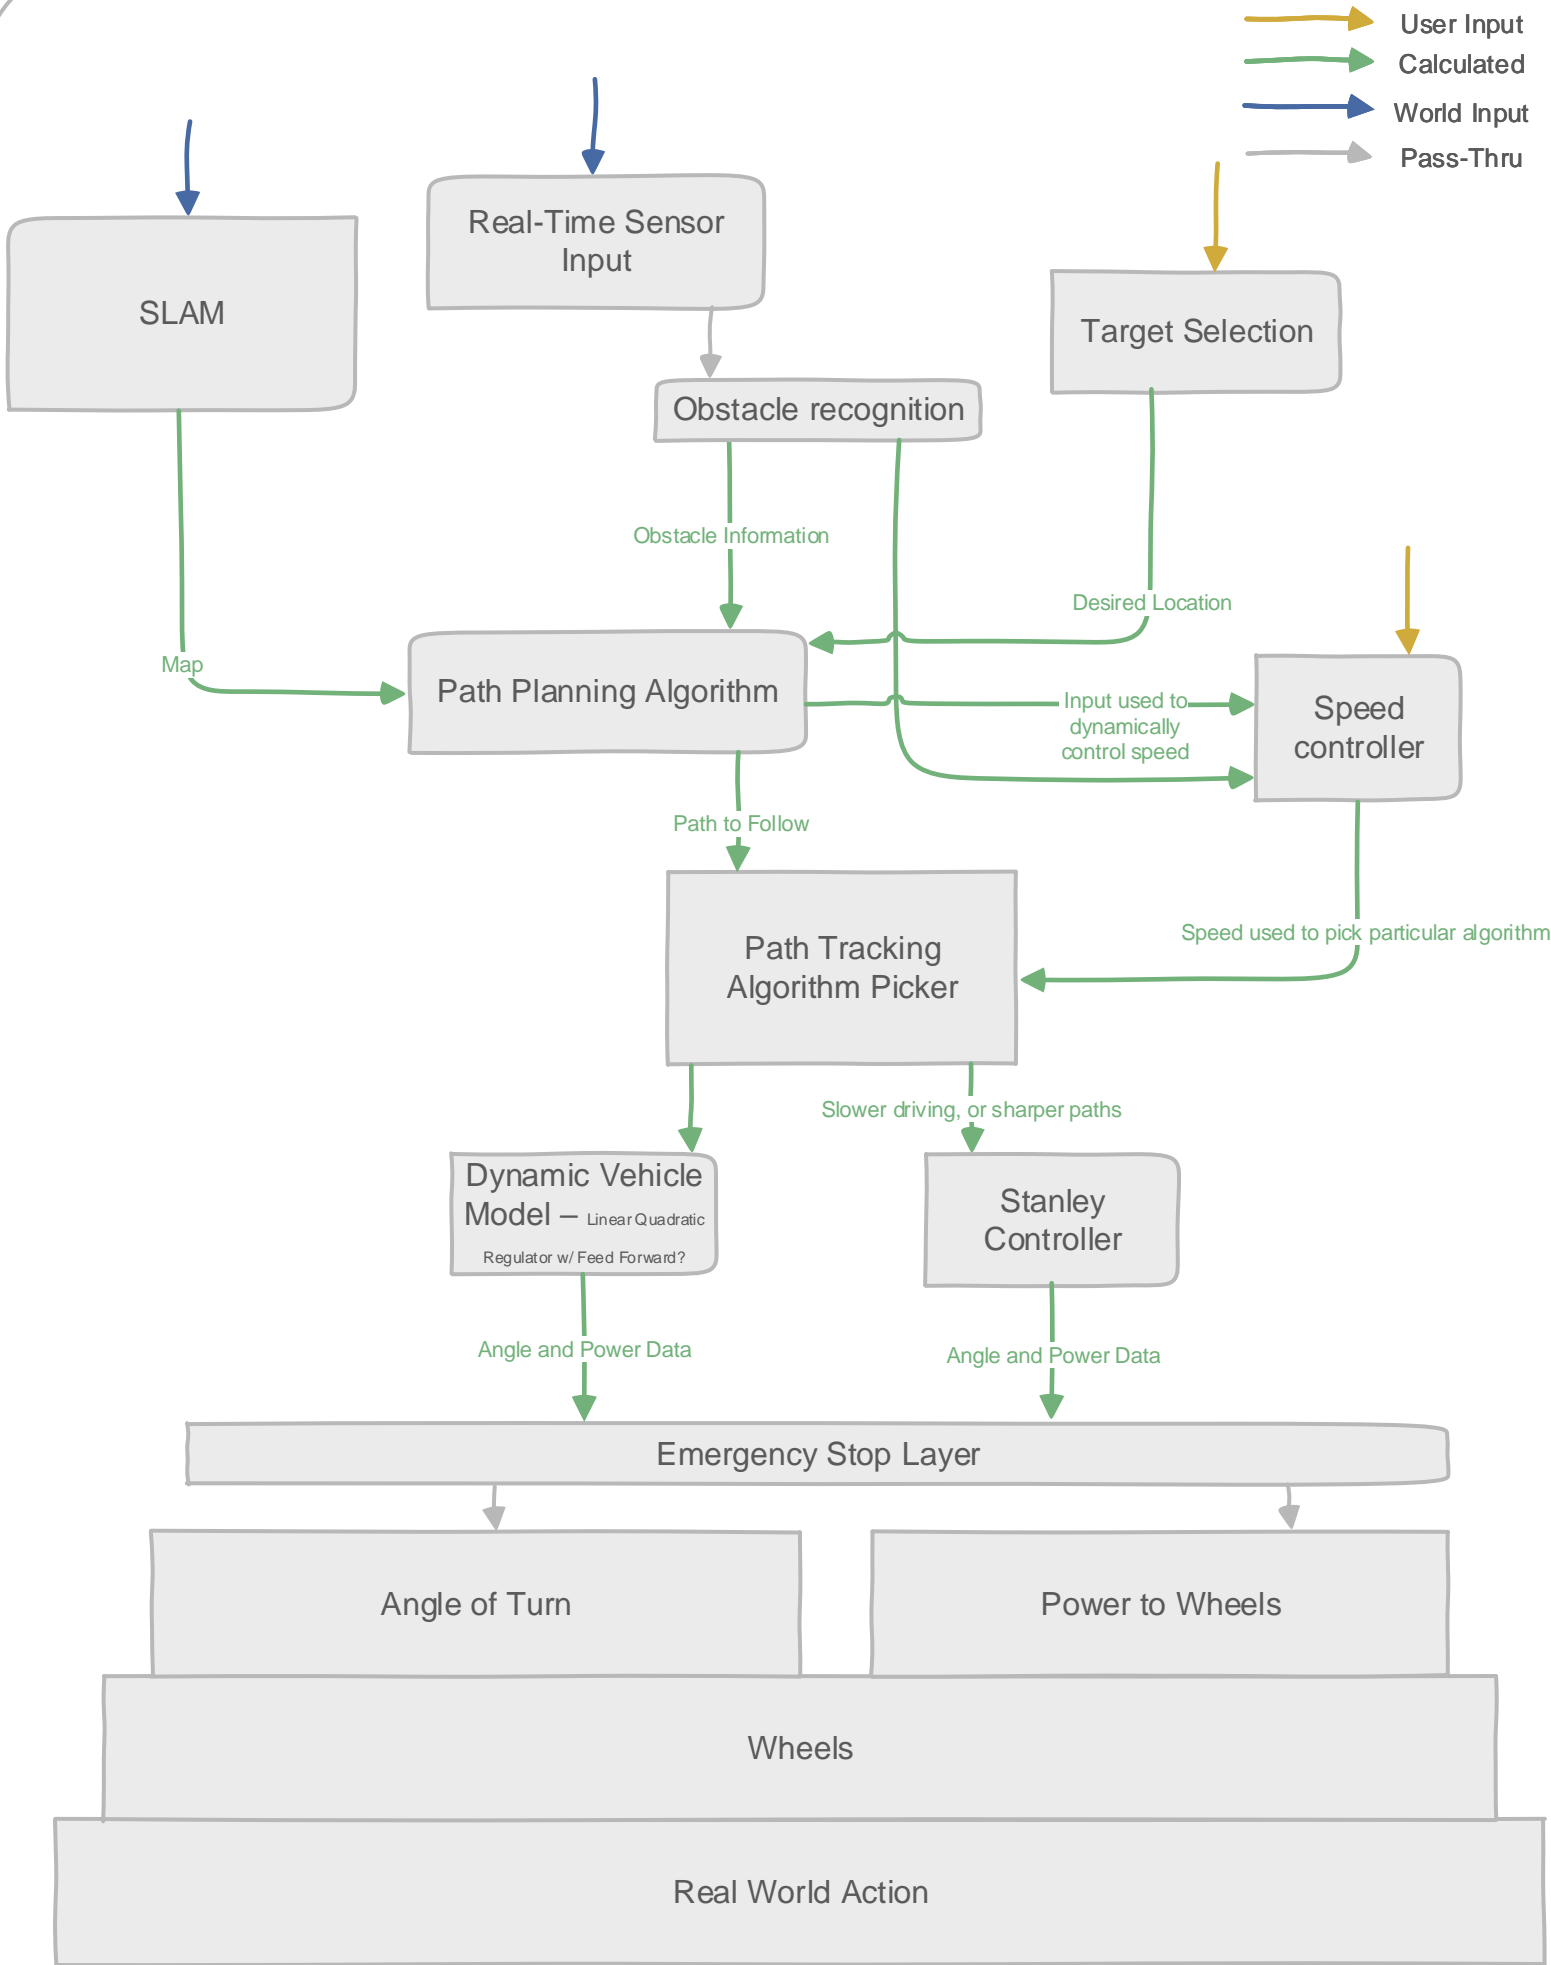 User Input
Calculated
World Input
Pass-Thru
Real-Time Sensor
Input
SLAM
Target Selection
Obstacle recognition
Obstacle Information
Desired Location
Map
Path Planning Algorithm
Input used to
dynamically
control speed
Speed
controller
Path to Follow
Speed used to pick particular algorithm
Path Tracking
Algorithm Picker
Slower driving, or sharper paths
Dynamic Vehicle
Model – Linear Quadratic
Regulator w/ Feed Forward?
Stanley
Controller
Angle and Power Data
Angle and Power Data
Emergency Stop Layer
Angle of Turn
Power to Wheels
Wheels
Real World Action